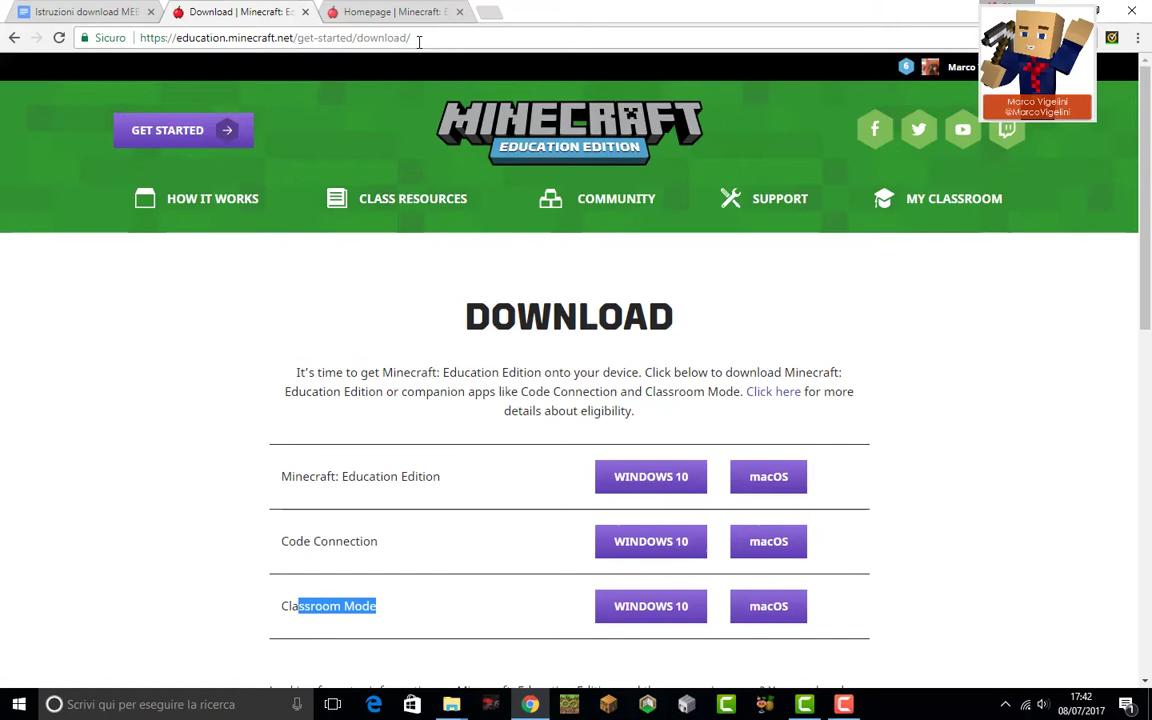 Istruzioni download MEE
Download | Minecraft: Ec
Homepage | Minecraft: E
Sicuro
https://education.minecraft.net/get-started/download/
6
Marco
Marco Vigelini
@MarcoVigelini
GET STARTED
MINECRAFT
EDUCATION EDITION
HOW IT WORKS
CLASS RESOURCES
COMMUNITY
SUPPORT
MY CLASSROOM
DOWNLOAD
It's time to get Minecraft: Education Edition onto your device. Click below to download Minecraft:
Education Edition or companion apps like Code Connection and Classroom Mode. Click here for more
details about eligibility.
Minecraft: Education Edition
WINDOWS 10
macOS
Code Connection
WINDOWS 10
macOS
Classroom Mode
WINDOWS 10
macOS
Scrivi qui per eseguire la ricerca
17:42
08/07/2017
1